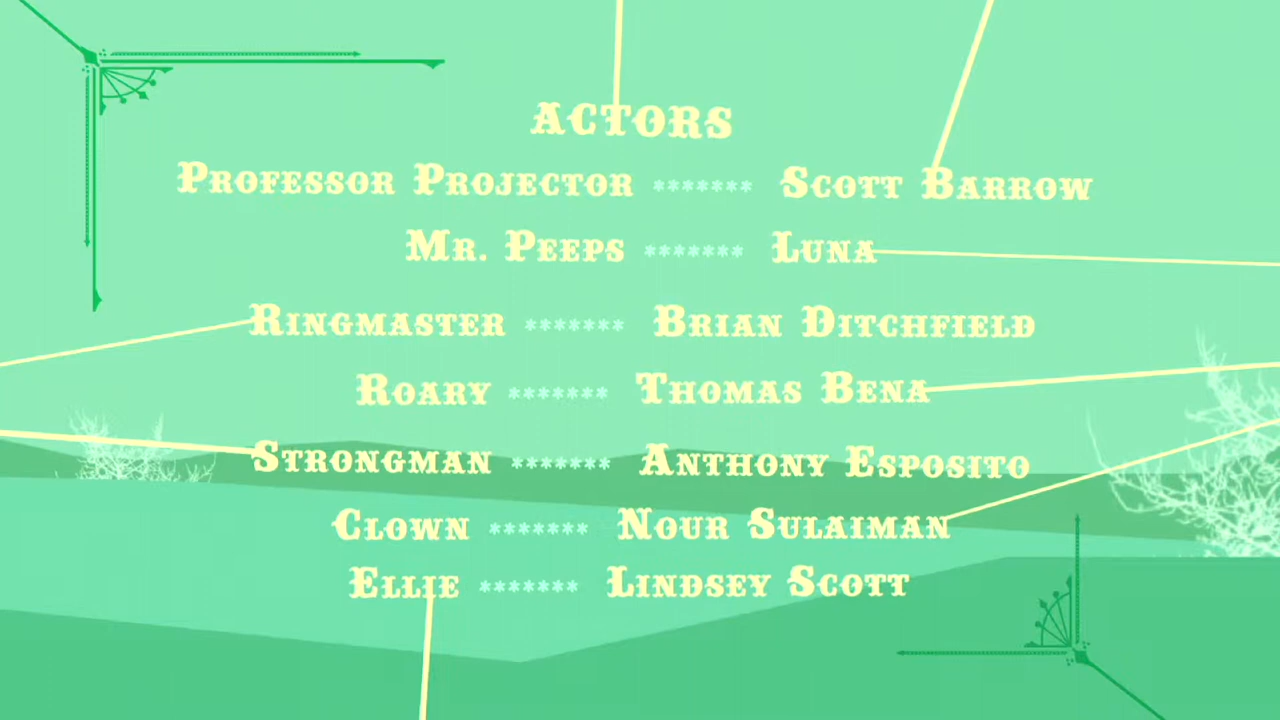 ACTORS
PROFESSOR PROJECTOR ******* SCOTT BARROW
MR. PEEPS ******* LUNA
RINGMASTER ******* BRIAN DITCHFIELD
ROARY ******* THOMAS BENA
STRONGMAN ******* ANTHONY ESPOSITO
CLOWN ******* NOUR SULAIMAN
ELLIE ******* LINDSEY SCOTT